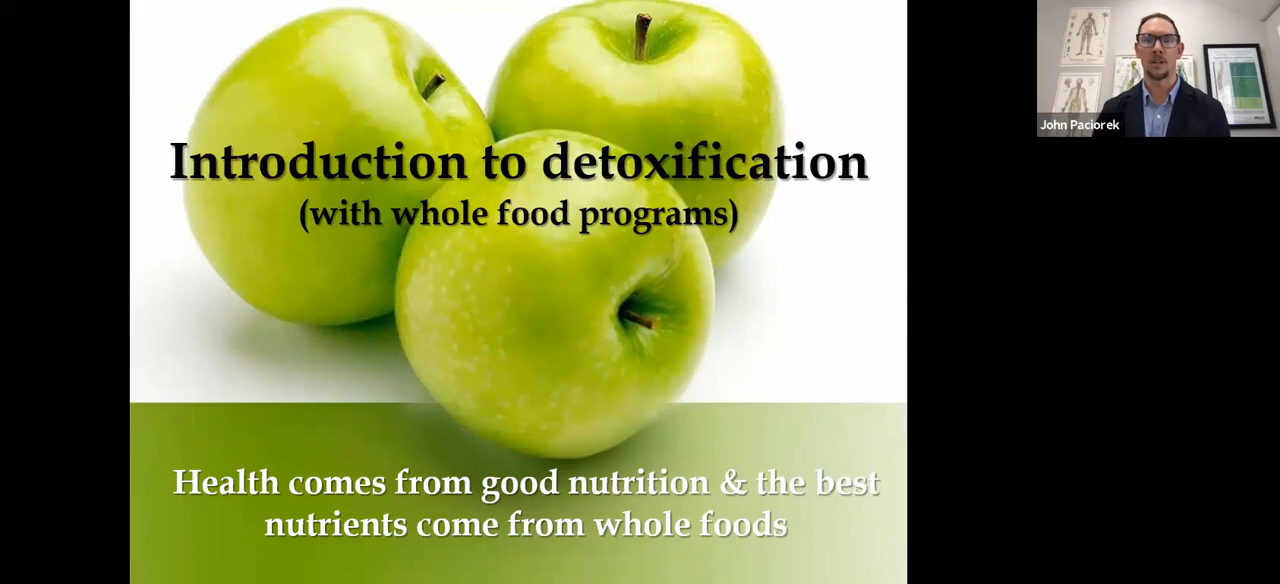 Introduction to detoxification
(with whole food programs)
Health comes from good nutrition & the best
nutrients come from whole foods
John Paciorek